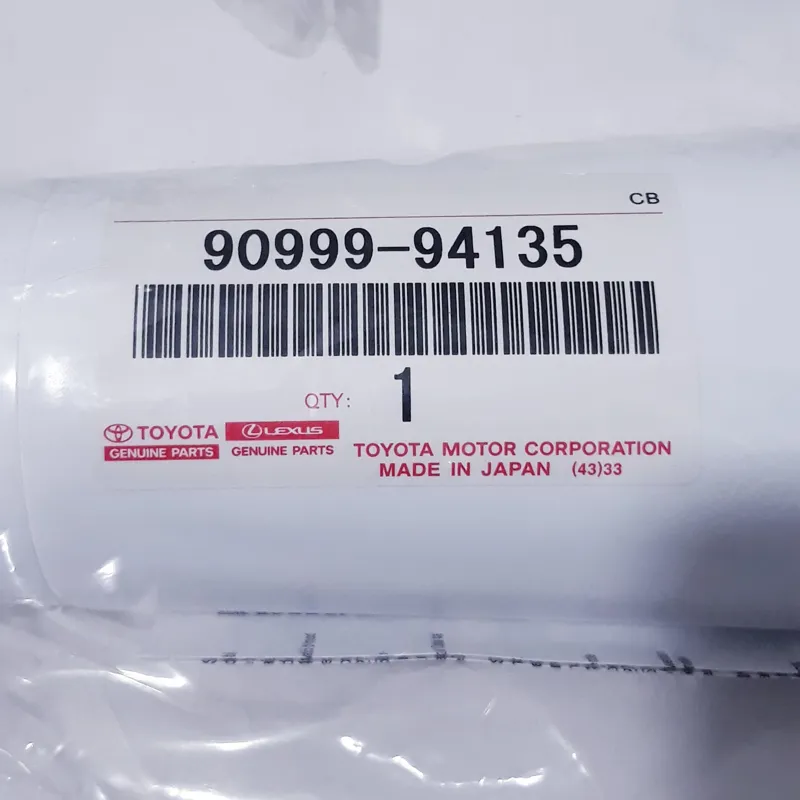 CB
90999-94135
QTY: 1
TOYOTA LEXUS
GENUINE PARTS GENUINE PARTS
TOYOTA MOTOR CORPORATION
MADE IN JAPAN (43)33